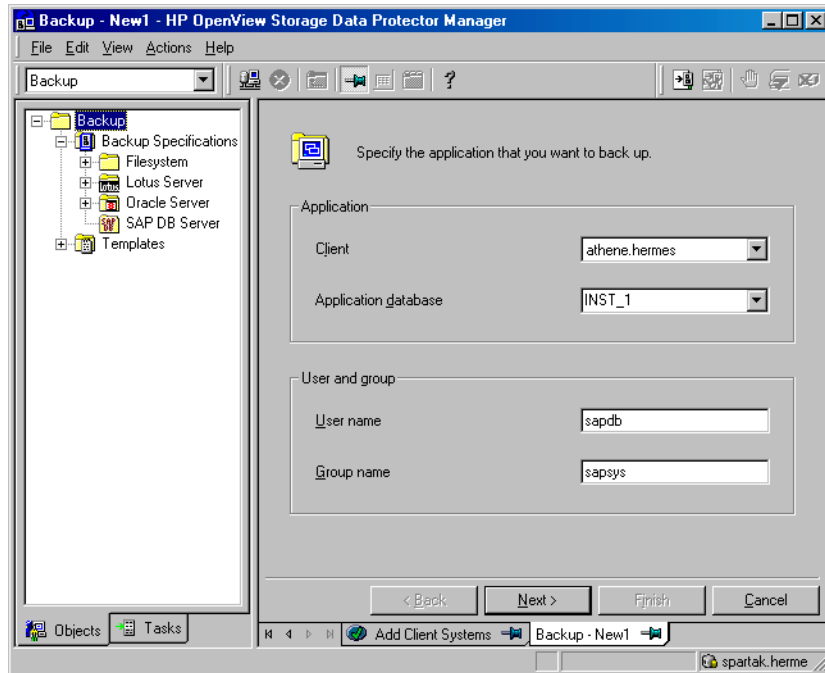 Backup - New1 - HP OpenView Storage Data Protector Manager
File Edit View Actions Help
Backup
?
Backup
Backup Specifications
Filesystem
Lotus Server
Oracle Server
SAP DB Server
Templates
Specify the application that you want to back up.
Application
Client
athene.hermes
Application database
INST_1
User and group
User name
sapdb
Group name
sapsys
< Back
Next >
Finish
Cancel
Objects
Tasks
Add Client Systems
Backup - New1
spartak.herme